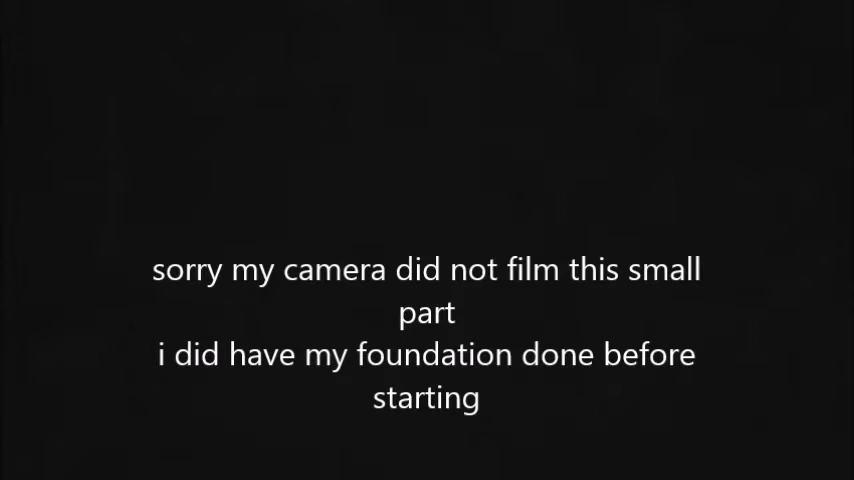 sorry my camera did not film this small
part
i did have my foundation done before
starting